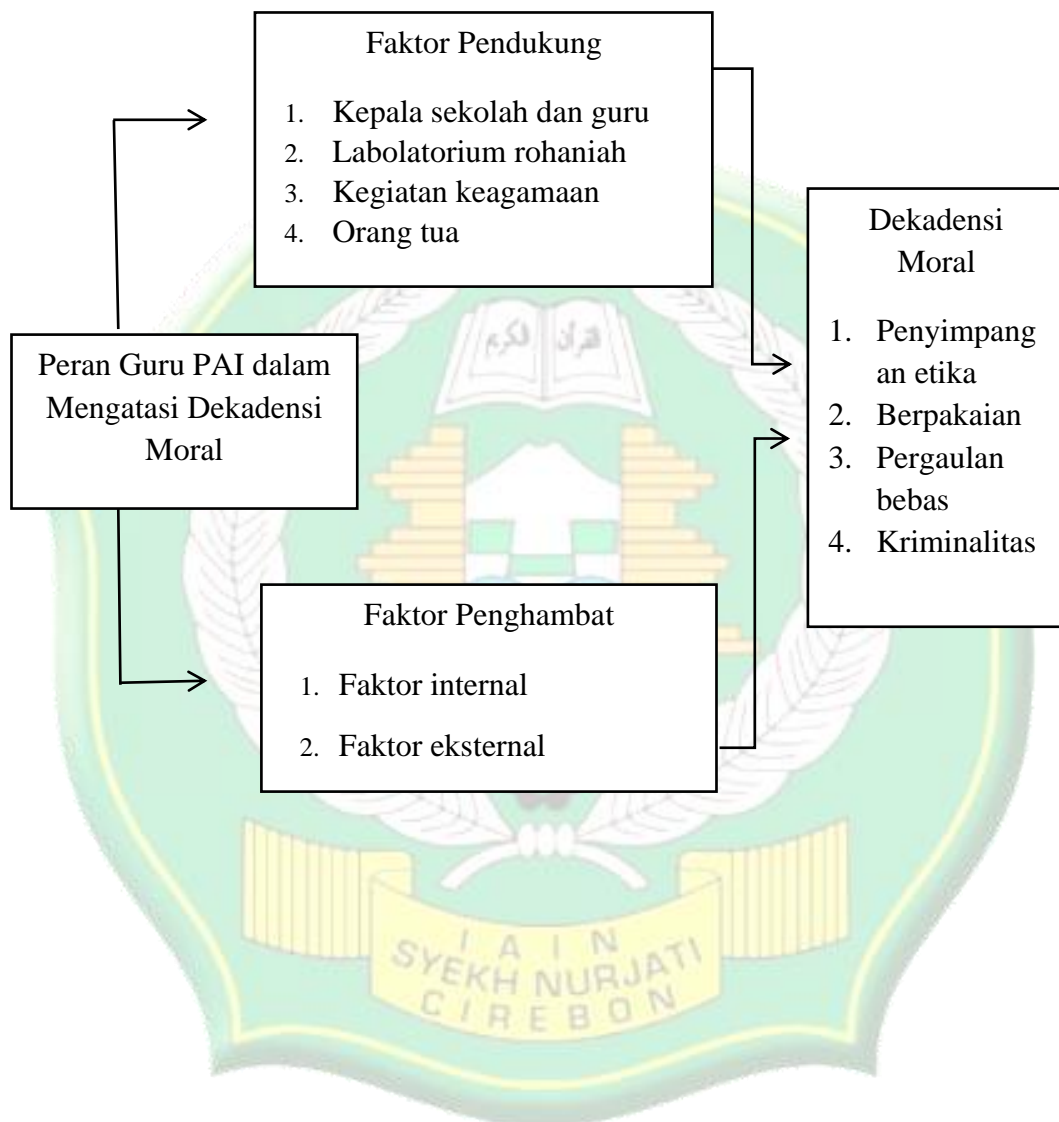 Faktor Pendukung
1. Kepala sekolah dan guru
2. Labolatorium rohaniah
3. Kegiatan keagamaan
4. Orang tua
Peran Guru PAI dalam
Mengatasi Dekadensi
Moral
Faktor Penghambat
1. Faktor internal
2. Faktor eksternal
Dekadensi
Moral
1. Penyimpang
an etika
2. Berpakaian
3. Pergaulan
bebas
4. Kriminalitas
القرآن الكريم
I A I N
SYEKH NURJATI
C I R E B O N